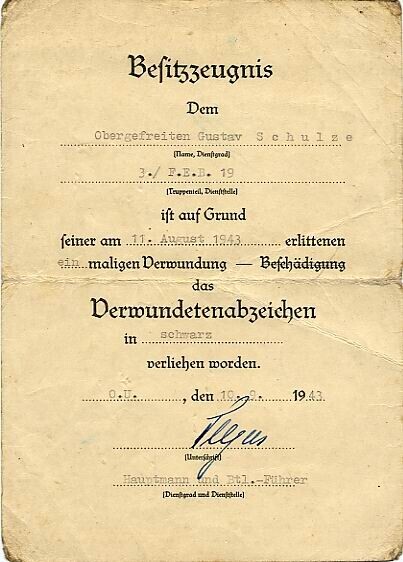 Besitzzeugnis
Dem
Obergefreiten Gustav Schulze
(Name, Dienstgrad)
3./ F.E.B. 19
(Truppenteil, Dienststelle)
ist auf Grund
seiner am 11. August 1943 erlittenen
ein maligen Verwundung — Beschädigung
das
Verwundetenabzeichen
in schwarz
verliehen worden.
O.U. , den 10.9. 1943
(Unterschrift)
Hauptmann und Btl.-Führer
(Dienstgrad und Dienststelle)